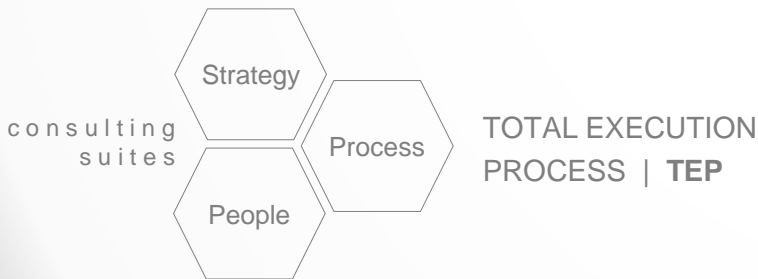 consulting
suites
Strategy
Process
People
TOTAL EXECUTION
PROCESS | TEP